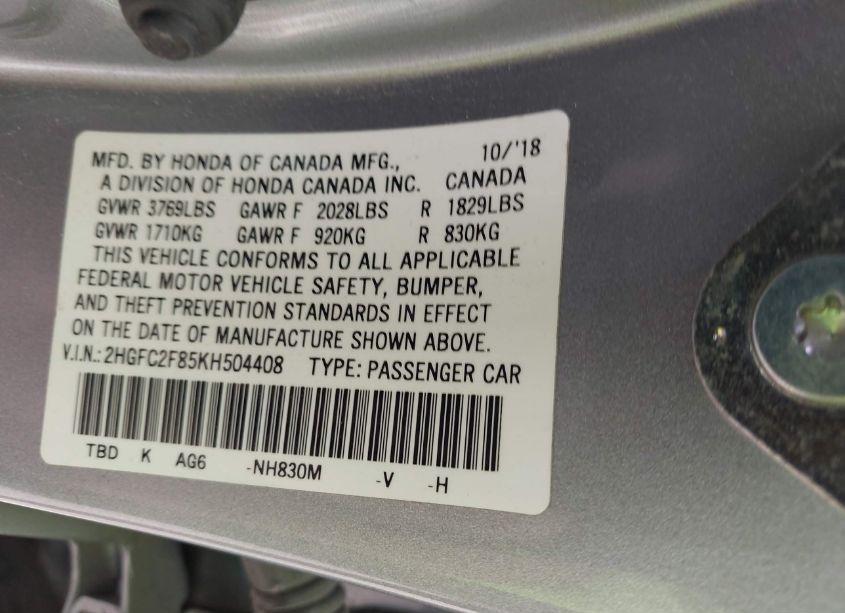 MFD. BY HONDA OF CANADA MFG., 10/'18
A DIVISION OF HONDA CANADA INC. CANADA
GVWR 3769LBS GAWR F 2028LBS R 1829LBS
GVWR 1710KG GAWR F 920KG R 830KG
THIS VEHICLE CONFORMS TO ALL APPLICABLE
FEDERAL MOTOR VEHICLE SAFETY, BUMPER,
AND THEFT PREVENTION STANDARDS IN EFFECT
ON THE DATE OF MANUFACTURE SHOWN ABOVE.
V.I.N.: 2HGFC2F85KH504408 TYPE: PASSENGER CAR
TBD K AG6 -NH830M -V -H